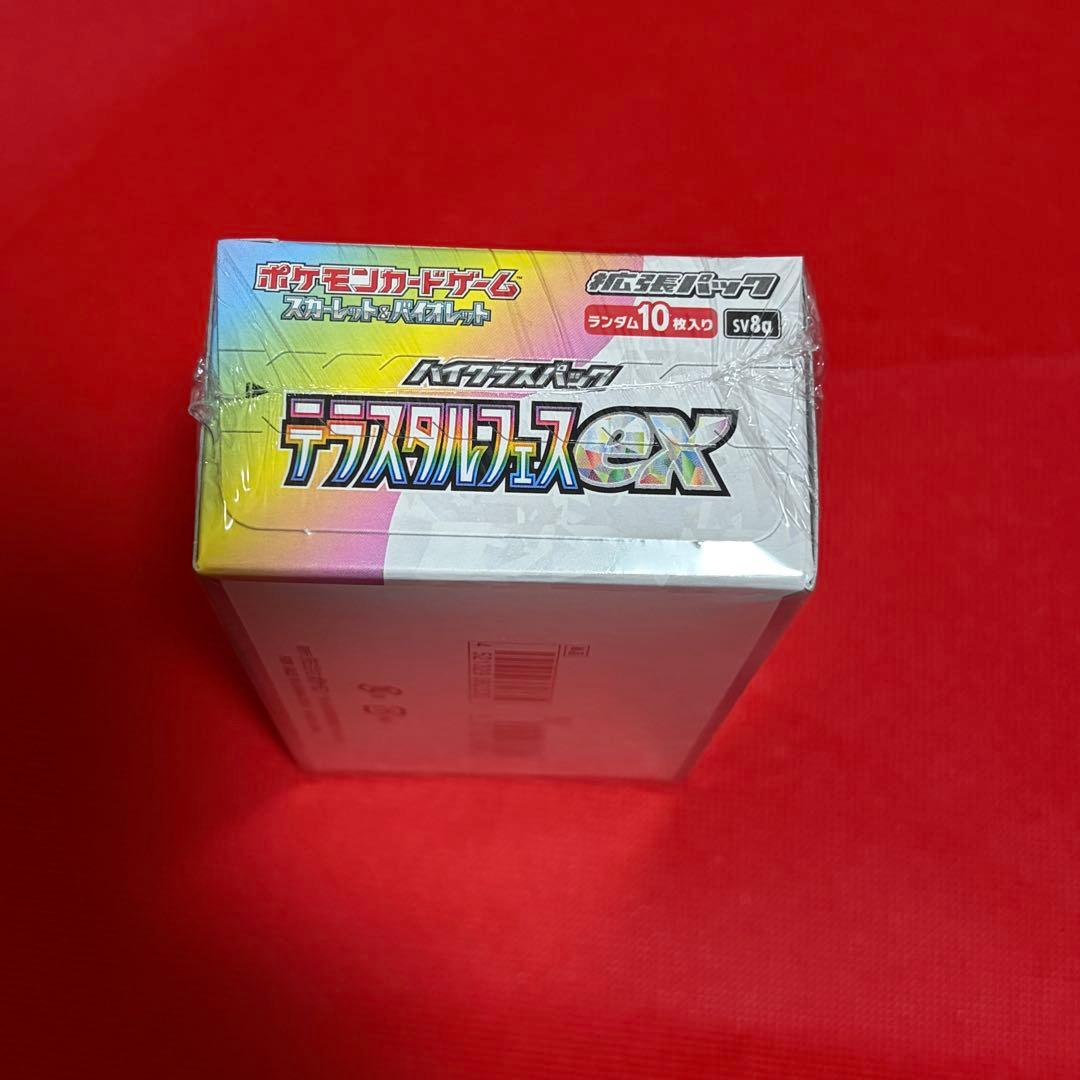 ポケモンカードゲーム™
スカーレット&バイオレット
拡張パック
ランダム10枚入り
SV8a
ハイクラスパック
テラスタルフェスex